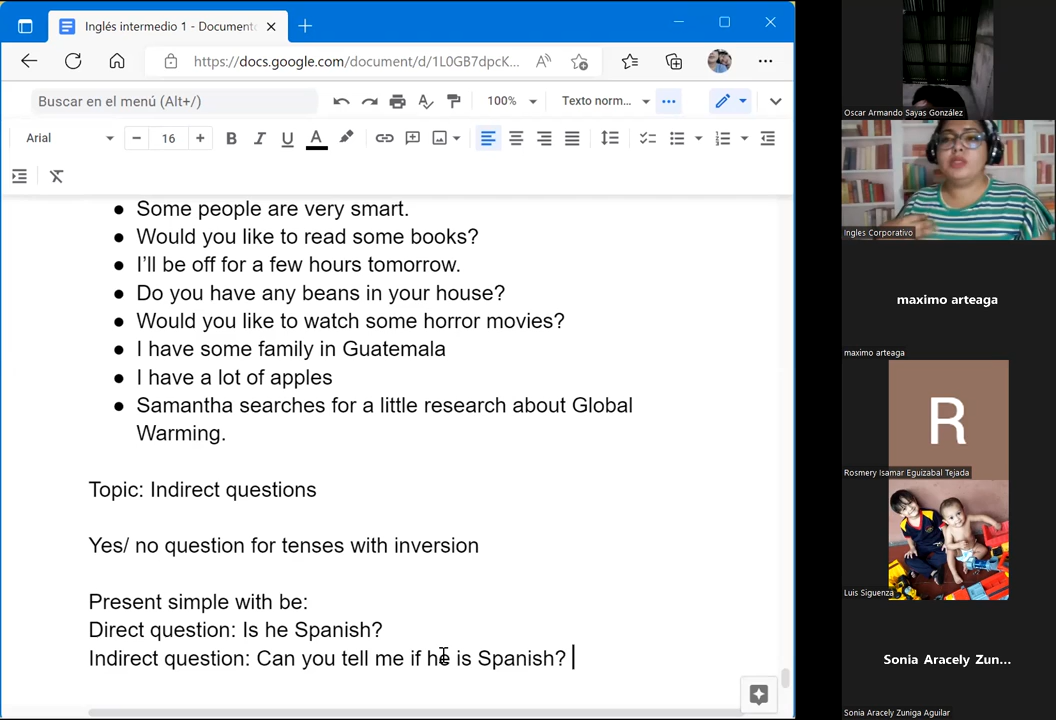 Inglés intermedio 1 - Document
https://docs.google.com/document/d/1L0GB7dpcK...
Buscar en el menú (Alt+/)
100%
Texto norm...
Arial
16
Some people are very smart.
Would you like to read some books?
I'll be off for a few hours tomorrow.
Do you have any beans in your house?
Would you like to watch some horror movies?
I have some family in Guatemala
I have a lot of apples
Samantha searches for a little research about Global
Warming.
Topic: Indirect questions
Yes/ no question for tenses with inversion
Present simple with be:
Direct question: Is he Spanish?
Indirect question: Can you tell me if he is Spanish?
Oscar Armando Sayas González
Ingles Corporativo
maximo arteaga
maximo arteaga
R
Rosmery Isamar Eguizabal Tejada
Luis Siguenza
Sonia Aracely Zun...
Sonia Aracely Zuniga Aguilar